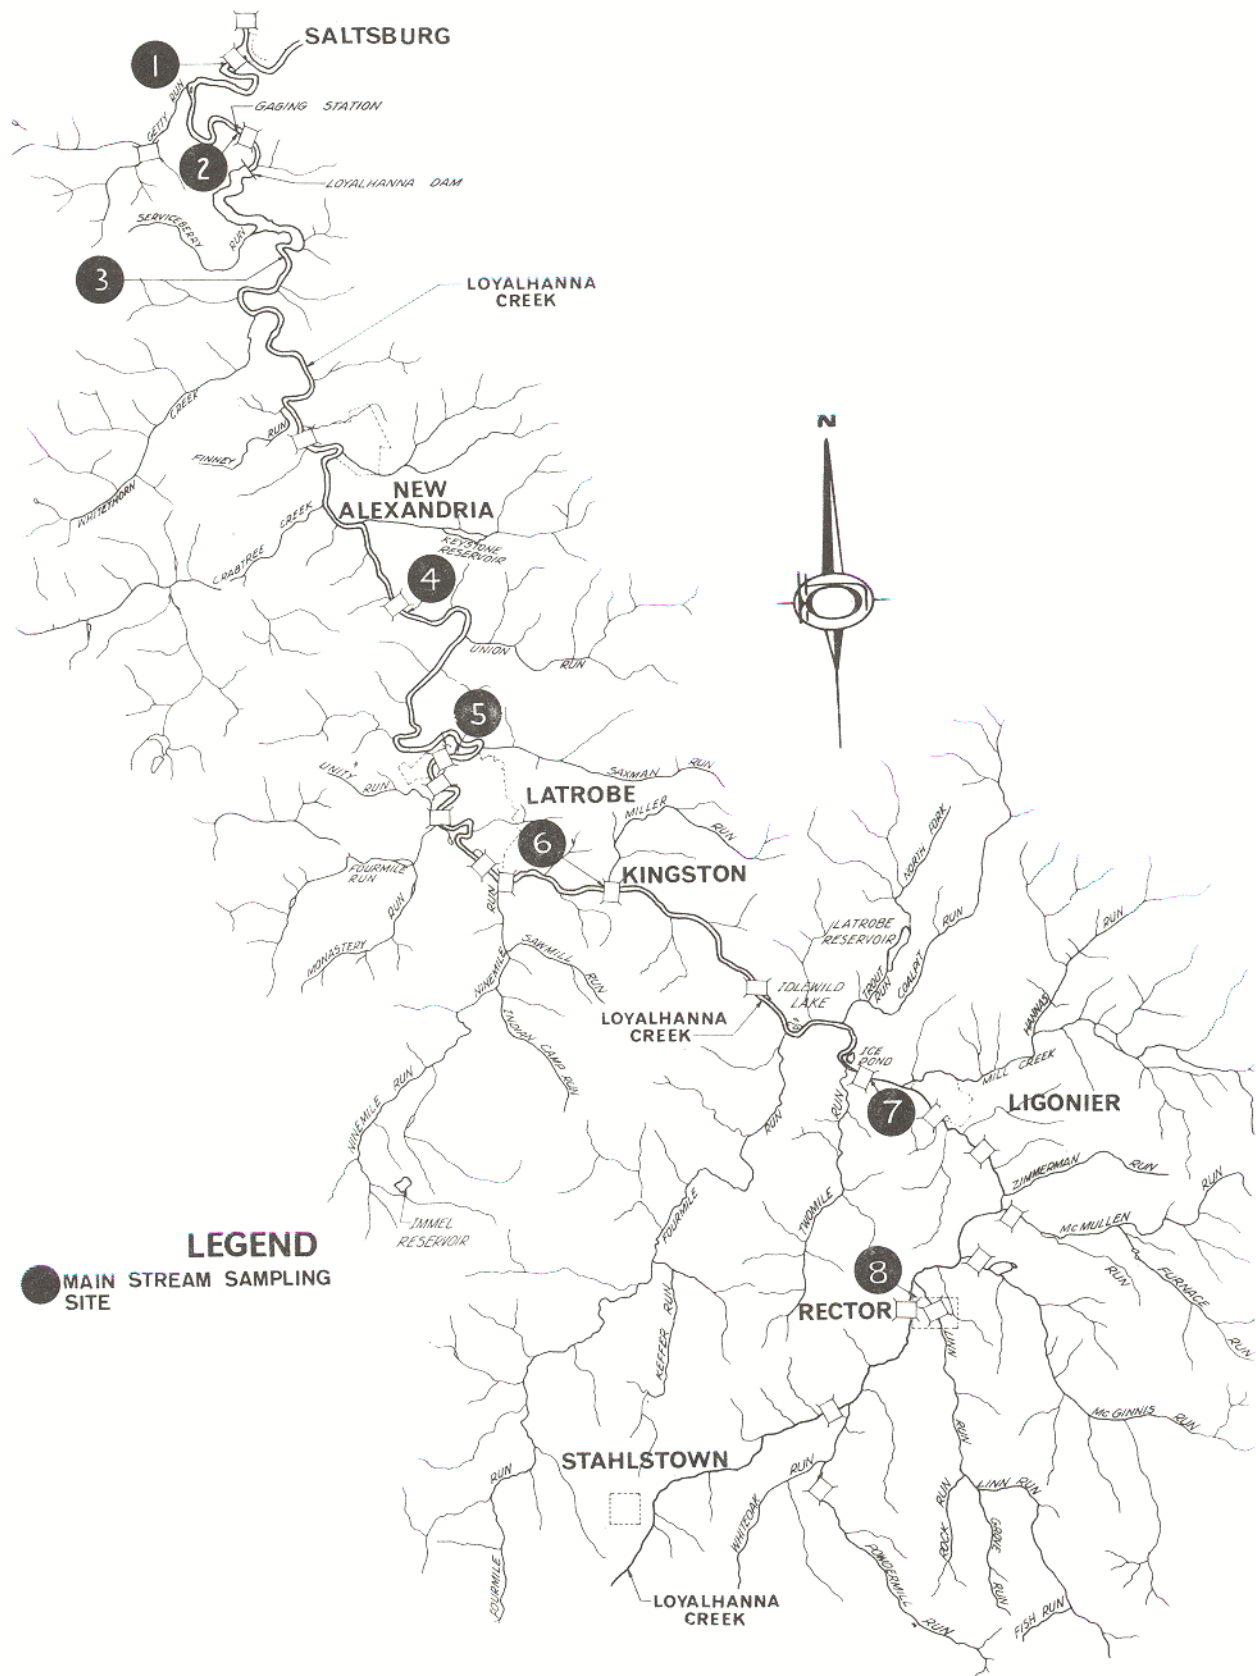 SALTSBURG
1
GETTY RUN
GAGING STATION
2
LOYALHANNA DAM
SERVICEBERRY
RUN
3
LOYALHANNA
CREEK
CREEK
RUN
FINNEY
WHITETHORN
NEW
ALEXANDRIA
CREEK
CRABTREE
KEYSTONE
RESERVOIR
N
4
UNION
RUN
5
UNITY
RUN
SAXMAN
RUN
LATROBE
MILLER
RUN
6
KINGSTON
FOURMILE
RUN
RUN
MONASTERY
RUN
NINEMILE
SAWMILL
RUN
INDIAN CAMP RUN
NORTH FORK
LATROBE
RESERVOIR
RUN
COALPIT
TROUT
RUN
RUN
HANNAS
IDLEWILD
LAKE
LOYALHANNA
CREEK
ICE
POND
MILL CREEK
7
LIGONIER
RUN
RUN
NINEMILE RUN
ZIMMERMAN
RUN
RUN
IMMEL
RESERVOIR
FOURMILE
TWOMILE
MCMULLEN
RUN
FURNACE
RUN
LEGEND
MAIN STREAM SAMPLING
SITE
8
RECTOR
KEFFER RUN
LINN
RUN
MCGINNIS
RUN
STAHLSTOWN
RUN
FOURMILE
RUN
WHITEOAK
ROCK RUN
LINN RUN
GROVE RUN
POWDERMILL
RUN
FISH RUN
LOYALHANNA
CREEK